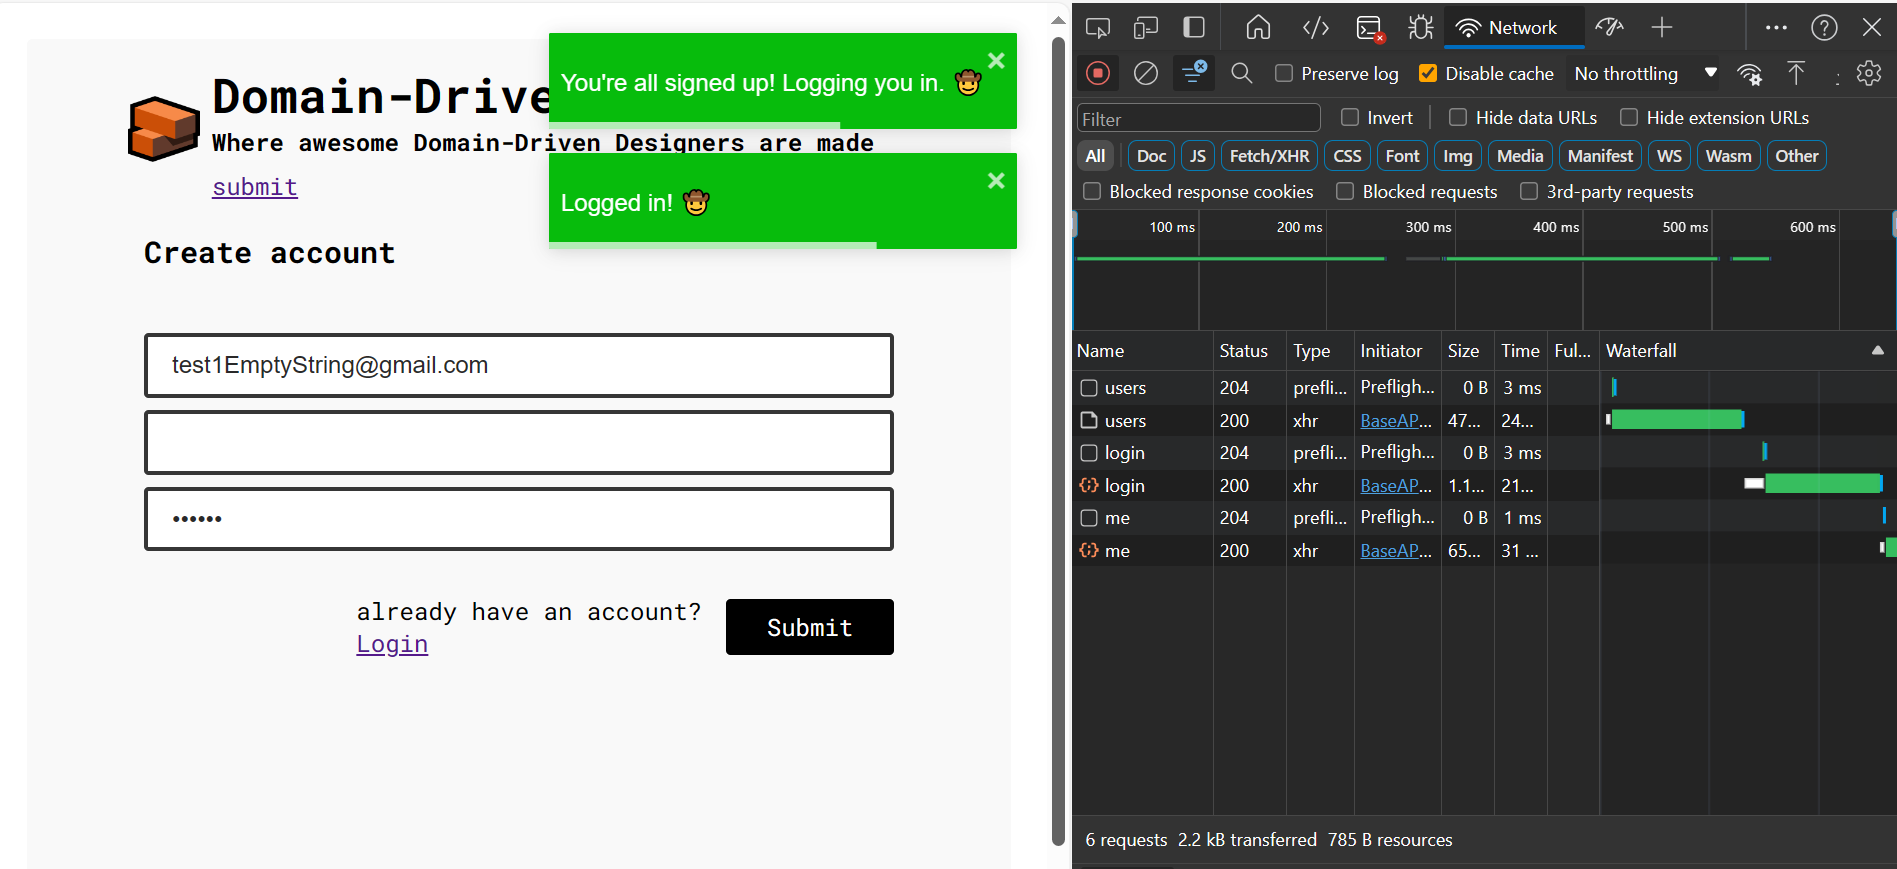 Domain-Drive
Where awesome Domain-Driven Designers are made
submit
You're all signed up! Logging you in. 🤠
×
Logged in! 🤠
×
Create account
test1EmptyString@gmail.com
••••••
already have an account?
Login
Submit
Network
Preserve log
Disable cache
No throttling
Filter
Invert
Hide data URLs
Hide extension URLs
All
Doc
JS
Fetch/XHR
CSS
Font
Img
Media
Manifest
WS
Wasm
Other
Blocked response cookies
Blocked requests
3rd-party requests
100 ms
200 ms
300 ms
400 ms
500 ms
600 ms
Name Status Type Initiator Size Time Ful... Waterfall
users 204 prefli... Prefligh... 0 B 3 ms
users 200 xhr BaseAP... 47... 24...
login 204 prefli... Prefligh... 0 B 3 ms
login 200 xhr BaseAP... 1.1... 21...
me 204 prefli... Prefligh... 0 B 1 ms
me 200 xhr BaseAP... 65... 31 ...
6 requests 2.2 kB transferred 785 B resources